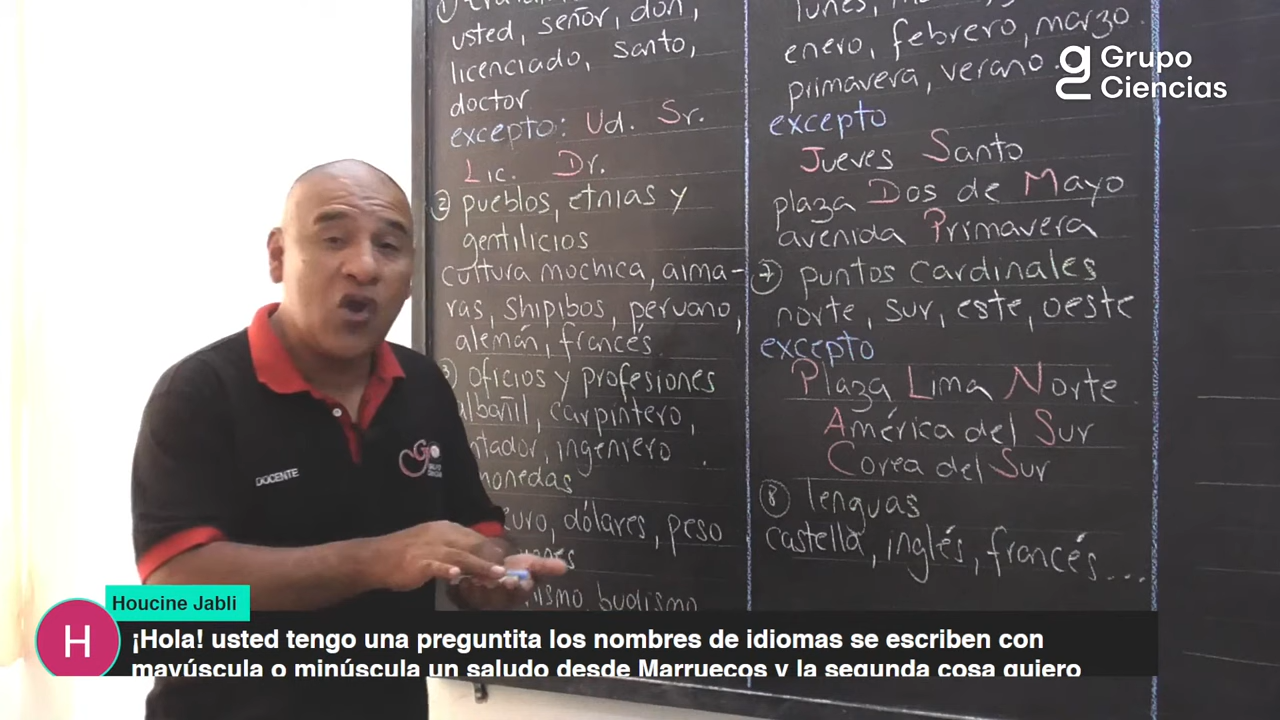 usted, señor, don,
licenciado, santo,
doctor
excepto: Ud. Sr.
Lic. Dr.
② pueblos, etnias y
gentilicios
cultura mochica, aima-
ras, shipibos, peruano,
alemán, francés.
oficios y profesiones
albañil, carpintero,
ingeniero
euro, dólares, peso
budismo
lunes,
enero, febrero, marzo.
primavera, verano.
excepto
Jueves Santo
plaza Dos de Mayo
avenida Primavera
⑦ puntos cardinales
norte, sur, este, oeste
excepto
Plaza Lima Norte
América del Sur
Corea del Sur
⑧ lenguas
inglés, francés...
Grupo
Ciencias
DOCENTE
Houcine Jabli
H
¡Hola! usted tengo una preguntita los nombres de idiomas se escriben con
mayúscula o minúscula un saludo desde Marruecos y la segunda cosa quiero